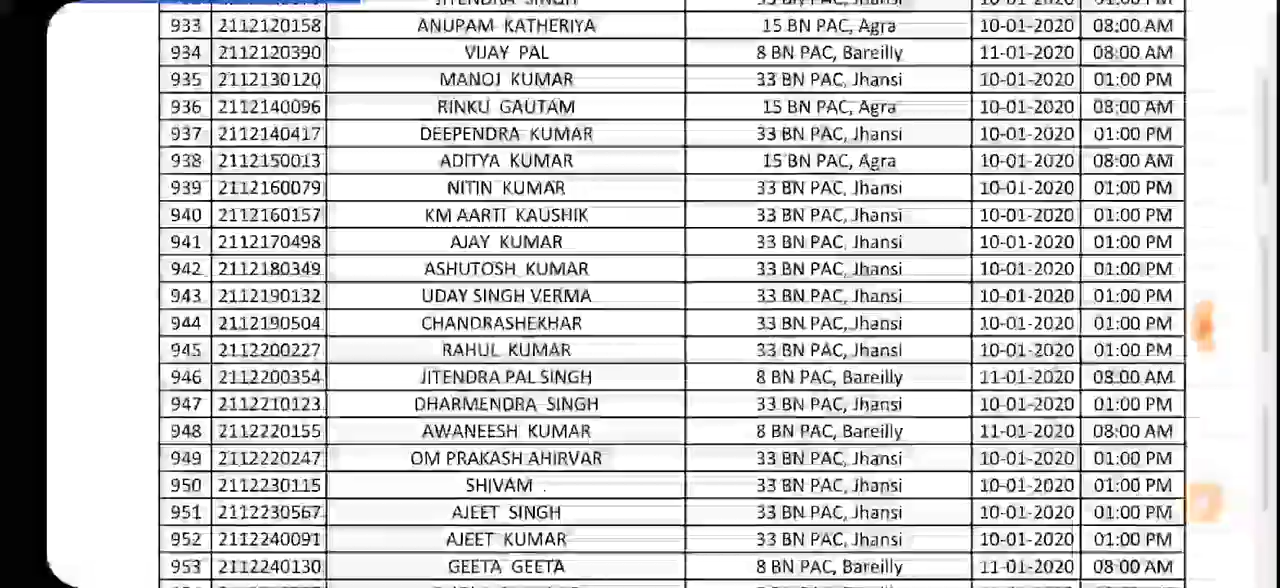 JITENDRA SINGH 33 BN PAC, Jhansi 10-01-2020 01:00 PM
933 2112120158 ANUPAM KATHERIYA 15 BN PAC, Agra 10-01-2020 08:00 AM
934 2112120390 VIJAY PAL 8 BN PAC, Bareilly 11-01-2020 08:00 AM
935 2112130120 MANOJ KUMAR 33 BN PAC, Jhansi 10-01-2020 01:00 PM
936 2112140096 RINKU GAUTAM 15 BN PAC, Agra 10-01-2020 08:00 AM
937 2112140417 DEEPENDRA KUMAR 33 BN PAC, Jhansi 10-01-2020 01:00 PM
938 2112150013 ADITYA KUMAR 15 BN PAC, Agra 10-01-2020 08:00 AM
939 2112160079 NITIN KUMAR 33 BN PAC, Jhansi 10-01-2020 01:00 PM
940 2112160157 KM AARTI KAUSHIK 33 BN PAC, Jhansi 10-01-2020 01:00 PM
941 2112170498 AJAY KUMAR 33 BN PAC, Jhansi 10-01-2020 01:00 PM
942 2112180349 ASHUTOSH KUMAR 33 BN PAC, Jhansi 10-01-2020 01:00 PM
943 2112190132 UDAY SINGH VERMA 33 BN PAC, Jhansi 10-01-2020 01:00 PM
944 2112190504 CHANDRASHEKHAR 33 BN PAC, Jhansi 10-01-2020 01:00 PM
945 2112200227 RAHUL KUMAR 33 BN PAC, Jhansi 10-01-2020 01:00 PM
946 2112200354 JITENDRA PAL SINGH 8 BN PAC, Bareilly 11-01-2020 08:00 AM
947 2112210123 DHARMENDRA SINGH 33 BN PAC, Jhansi 10-01-2020 01:00 PM
948 2112220155 AWANEESH KUMAR 8 BN PAC, Bareilly 11-01-2020 08:00 AM
949 2112220247 OM PRAKASH AHIRVAR 33 BN PAC, Jhansi 10-01-2020 01:00 PM
950 2112230115 SHIVAM . 33 BN PAC, Jhansi 10-01-2020 01:00 PM
951 2112230567 AJEET SINGH 33 BN PAC, Jhansi 10-01-2020 01:00 PM
952 2112240091 AJEET KUMAR 33 BN PAC, Jhansi 10-01-2020 01:00 PM
953 2112240130 GEETA GEETA 8 BN PAC, Bareilly 11-01-2020 08:00 AM